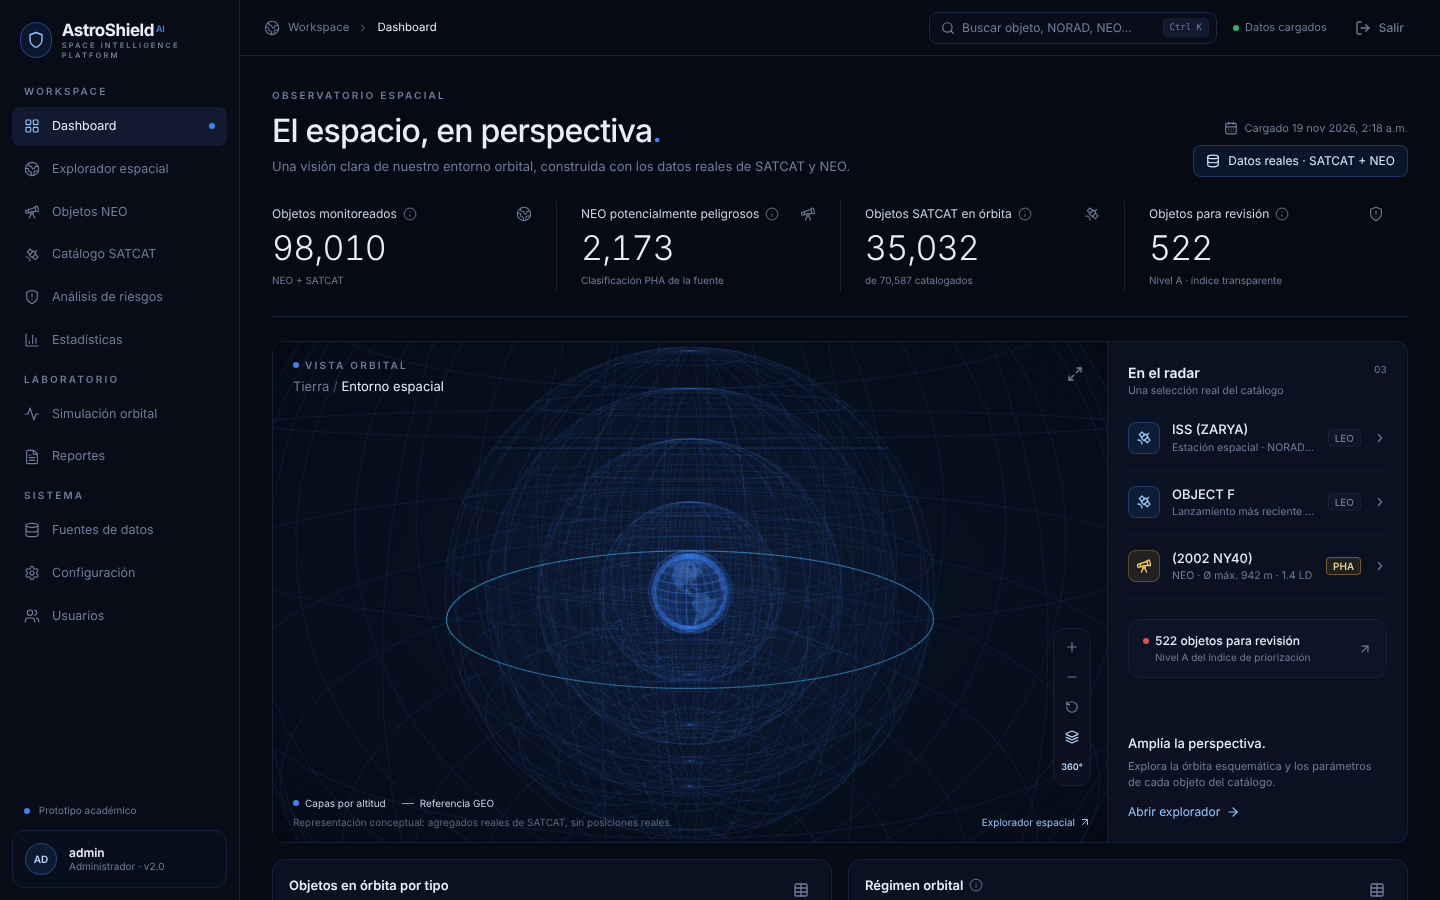 AstroShield AI
SPACE INTELLIGENCE
PLATFORM
WORKSPACE
Dashboard
Explorador espacial
Objetos NEO
Catálogo SATCAT
Análisis de riesgos
Estadísticas
LABORATORIO
Simulación orbital
Reportes
SISTEMA
Fuentes de datos
Configuración
Usuarios
Prototipo académico
AD
admin
Administrador · v2.0
Workspace > Dashboard
Buscar objeto, NORAD, NEO... Ctrl K
Datos cargados
Salir
OBSERVATORIO ESPACIAL
El espacio, en perspectiva.
Una visión clara de nuestro entorno orbital, construida con los datos reales de SATCAT y NEO.
Cargado 19 nov 2026, 2:18 a.m.
Datos reales · SATCAT + NEO
Objetos monitoreados
98,010
NEO + SATCAT
NEO potencialmente peligrosos
2,173
Clasificación PHA de la fuente
Objetos SATCAT en órbita
35,032
de 70,587 catalogados
Objetos para revisión
522
Nivel A · índice transparente
VISTA ORBITAL
Tierra / Entorno espacial
360°
Capas por altitud — Referencia GEO
Representación conceptual: agregados reales de SATCAT, sin posiciones reales.
Explorador espacial
En el radar
03
Una selección real del catálogo
ISS (ZARYA)
Estación espacial · NORAD...
LEO
OBJECT F
Lanzamiento más reciente ...
LEO
(2002 NY40)
NEO · Ø máx. 942 m · 1.4 LD
PHA
522 objetos para revisión
Nivel A del índice de priorización
Amplía la perspectiva.
Explora la órbita esquemática y los parámetros
de cada objeto del catálogo.
Abrir explorador
Objetos en órbita por tipo
Régimen orbital